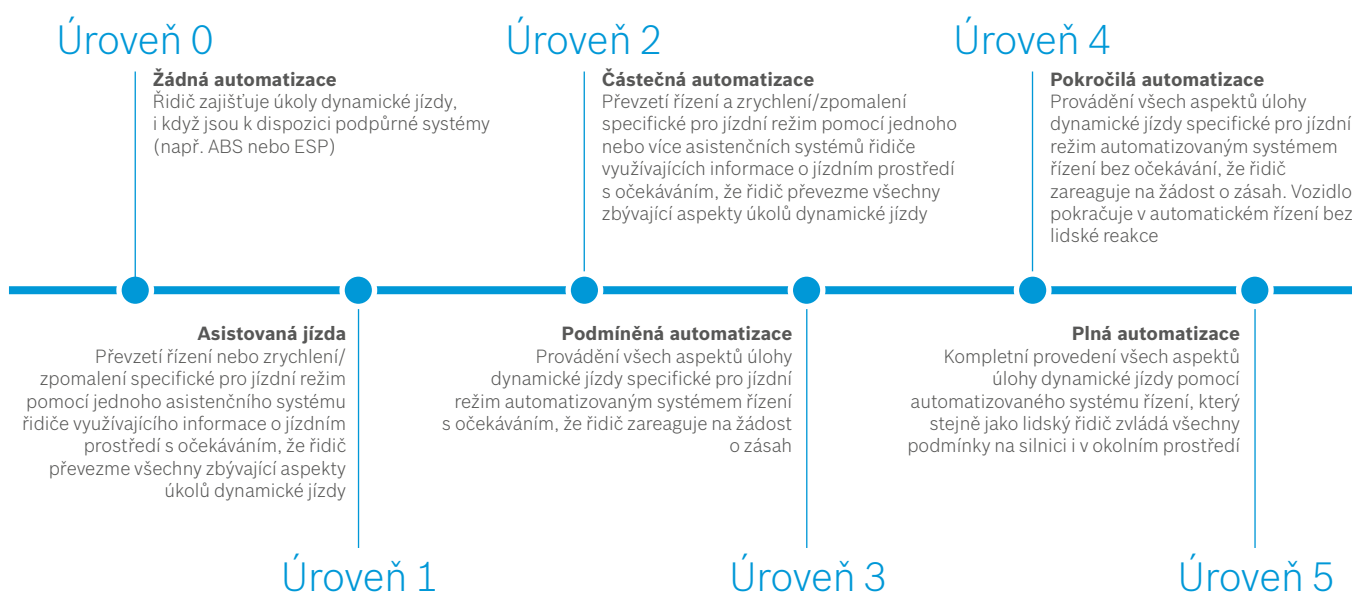 Úroveň 0
Žádná automatizace
Řidič zajišťuje úkoly dynamické jízdy,
i když jsou k dispozici podpůrné systémy
(např. ABS nebo ESP)
Úroveň 2
Částečná automatizace
Převzetí řízení a zrychlení/zpomalení
specifické pro jízdní režim pomocí jednoho
nebo více asistenčních systémů řidiče
využívajících informace o jízdním prostředí
s očekáváním, že řidič převezme všechny
zbývající aspekty úkolů dynamické jízdy
Úroveň 4
Pokročilá automatizace
Provádění všech aspektů úlohy
dynamické jízdy specifické pro jízdní
režim automatizovaným systémem
řízení bez očekávání, že řidič
zareaguje na žádost o zásah. Vozidlo
pokračuje v automatickém řízení bez
lidské reakce
Asistovaná jízda
Převzetí řízení nebo zrychlení/
zpomalení specifické pro jízdní režim
pomocí jednoho asistenčního systému
řidiče využívajícího informace o jízdním
prostředí s očekáváním, že řidič
převezme všechny zbývající aspekty
úkolů dynamické jízdy
Úroveň 1
Podmíněná automatizace
Provádění všech aspektů úlohy
dynamické jízdy specifické pro jízdní
režim automatizovaným systémem řízení
s očekáváním, že řidič zareaguje na žádost
o zásah
Úroveň 3
Plná automatizace
Kompletní provedení všech aspektů
úlohy dynamické jízdy pomocí
automatizovaného systému řízení, který
stejně jako lidský řidič zvládá všechny
podmínky na silnici i v okolním prostředí
Úroveň 5